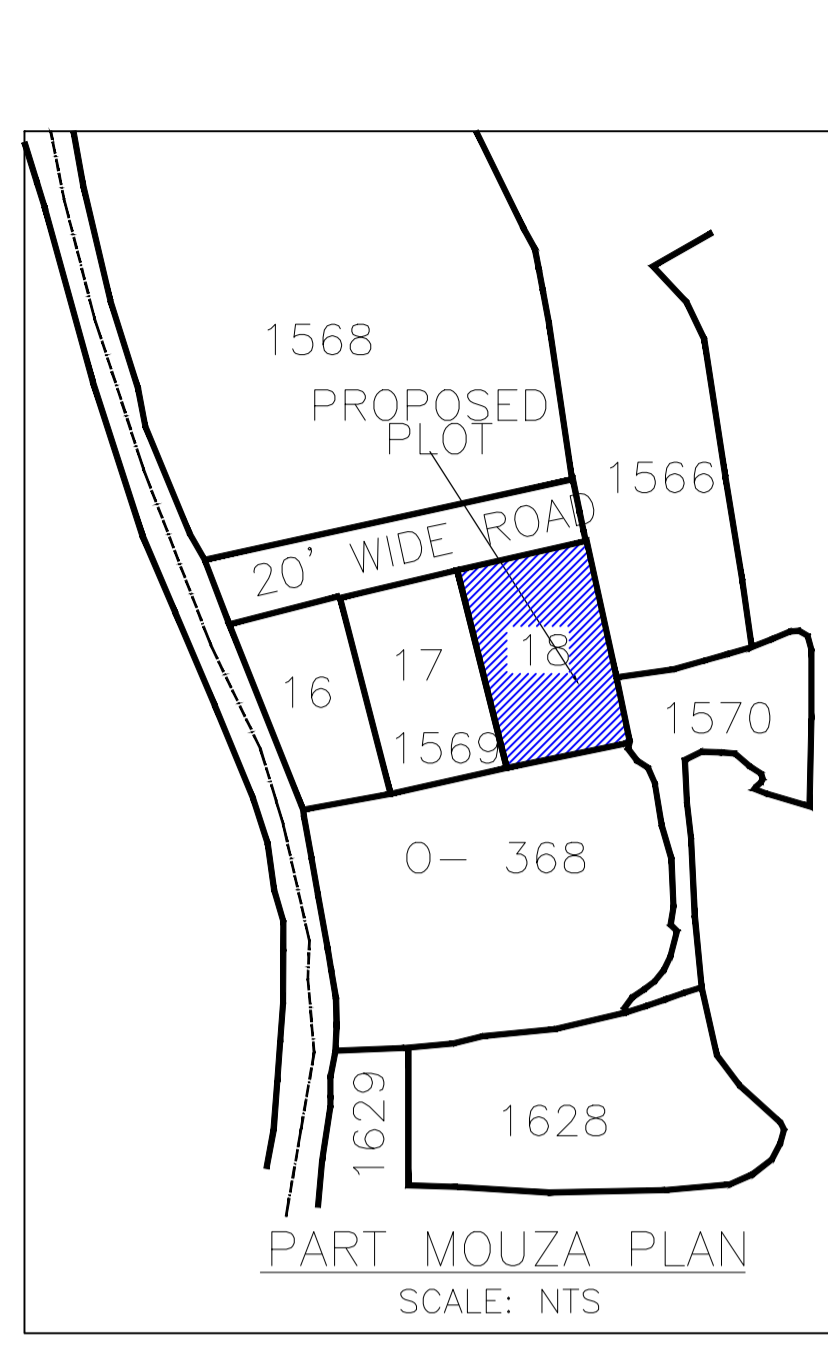 1568
PROPOSED
PLOT
1566
20' WIDE ROAD
18
17
16
1570
1569
O- 368
1629
1628
PART MOUZA PLAN
SCALE: NTS